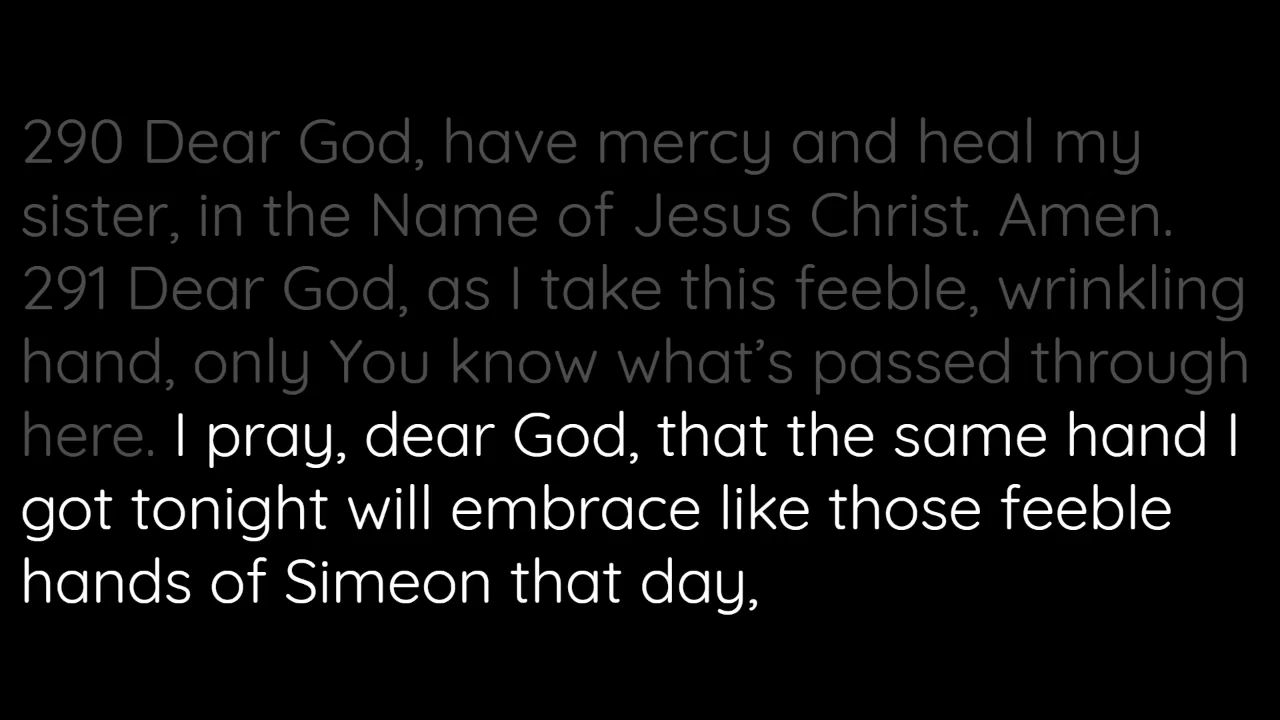 290 Dear God, have mercy and heal my
sister, in the Name of Jesus Christ. Amen.
291 Dear God, as I take this feeble, wrinkling
hand, only You know what’s passed through
here. I pray, dear God, that the same hand I
got tonight will embrace like those feeble
hands of Simeon that day,